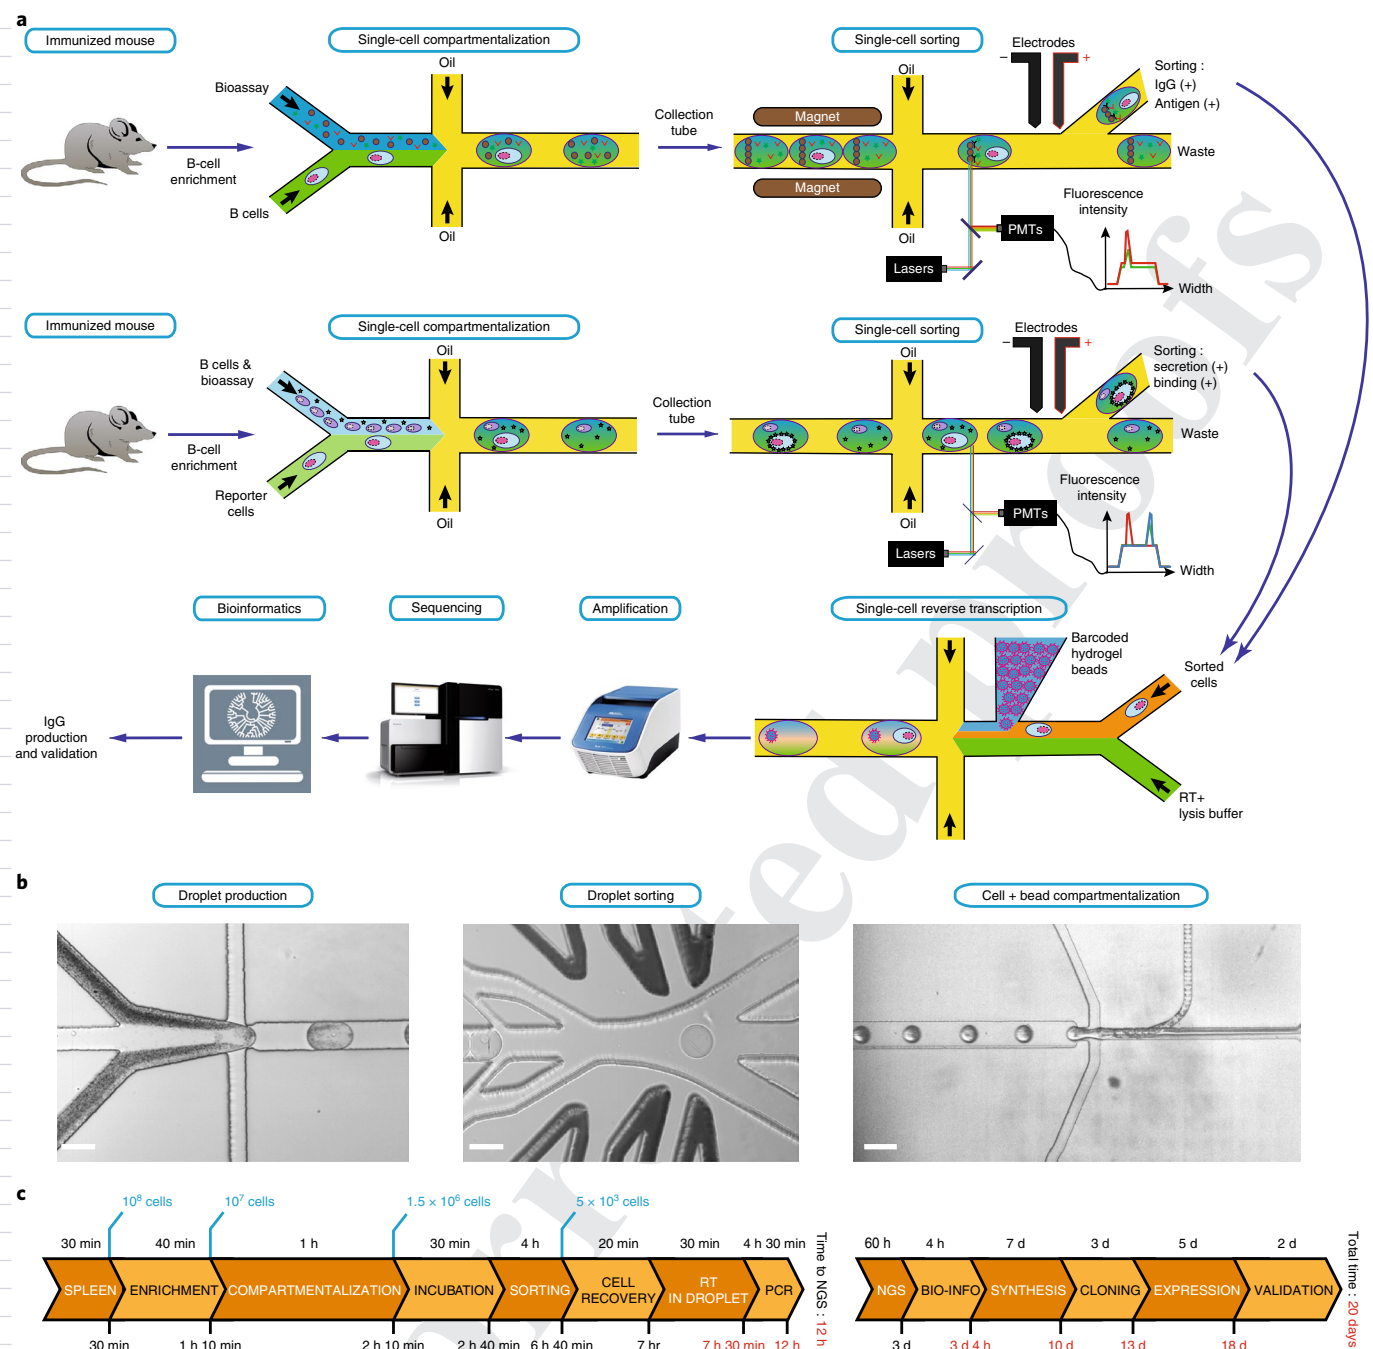 a
Immunized mouse
Single-cell compartmentalization
Single-cell sorting
Bioassay
Oil
B-cell
enrichment
B cells
Oil
Collection
tube
Magnet
Magnet
Oil
Oil
Electrodes
− +
Sorting :
IgG (+)
Antigen (+)
Waste
Lasers
PMTs
Fluorescence
intensity
Width
Immunized mouse
Single-cell compartmentalization
Single-cell sorting
B cells &
bioassay
Oil
B-cell
enrichment
Reporter
cells
Oil
Collection
tube
Oil
Oil
Electrodes
− +
Sorting :
secretion (+)
binding (+)
Waste
Lasers
PMTs
Fluorescence
intensity
Width
Bioinformatics
Sequencing
Amplification
Single-cell reverse transcription
IgG
production
and validation
Barcoded
hydrogel
beads
Sorted
cells
RT+
lysis buffer
b
Droplet production
Droplet sorting
Cell + bead compartmentalization
c
10⁸ cells
10⁷ cells
1.5 × 10⁶ cells
5 × 10³ cells
30 min 40 min 1 h 30 min 4 h 20 min 30 min 4 h 30 min
SPLEEN ENRICHMENT COMPARTMENTALIZATION INCUBATION SORTING CELL RECOVERY RT IN DROPLET PCR
30 min 1 h 10 min 2 h 10 min 2 h 40 min 6 h 40 min 7 hr 7 h 30 min 12 h
Time to NGS : 12 h
60 h 4 h 7 d 3 d 5 d 2 d
NGS BIO-INFO SYNTHESIS CLONING EXPRESSION VALIDATION
3 d 3 d 4 h 10 d 13 d 18 d
Total time : 20 days